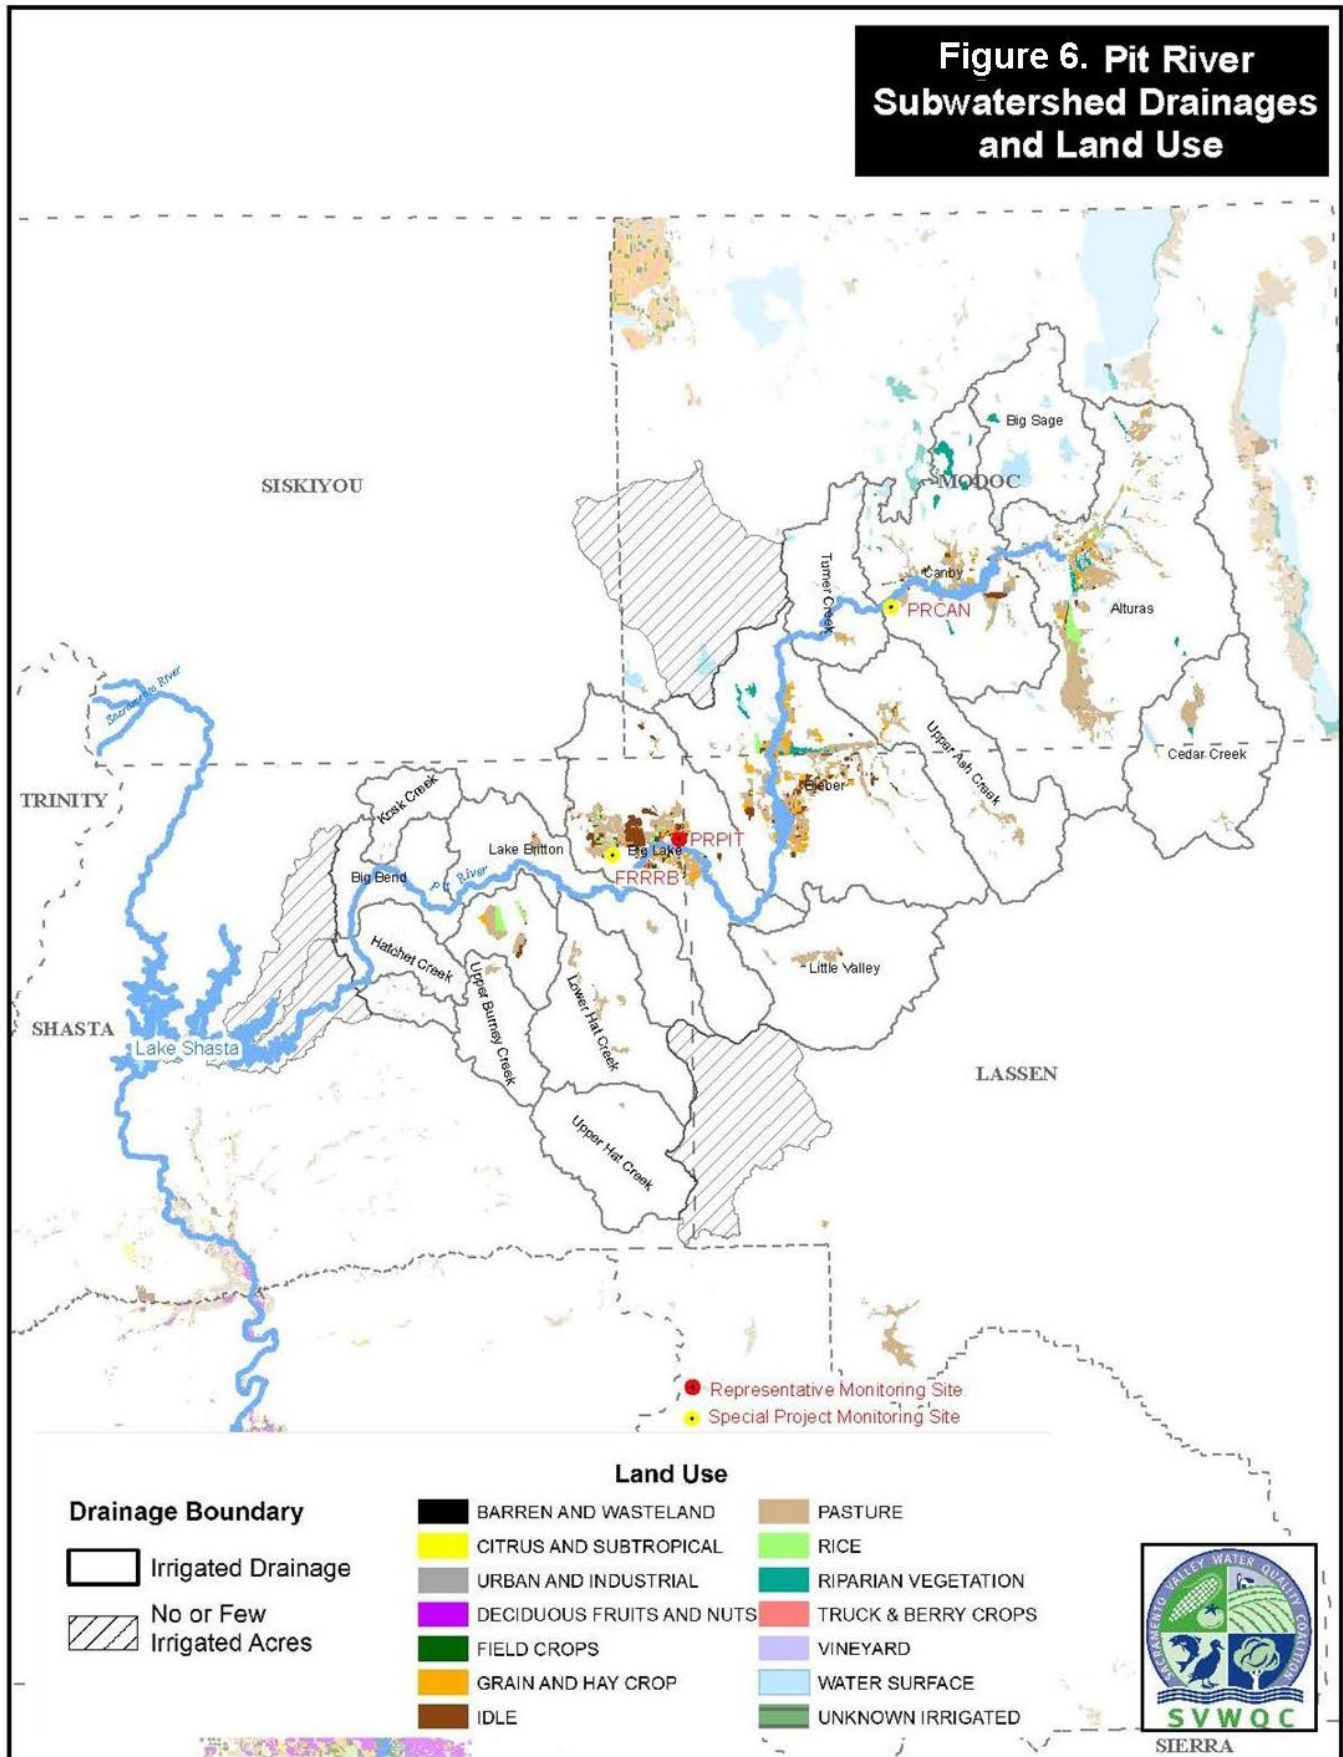 Figure 6. Pit River
Subwatershed Drainages
and Land Use
SISKIYOU
Big Sage
MODOC
Turner Creek
Canby
PRCAN
Alturas
Sacramento River
Upper Ash Creek
Cedar Creek
TRINITY
Kosk Creek
Bieber
Lake Britton
Big Lake
PRPIT
Big Bend
Pit River
FRRRB
Hatchet Creek
Upper Burney Creek
Lower Hat Creek
Little Valley
SHASTA
Lake Shasta
LASSEN
Upper Hat Creek
Representative Monitoring Site
Special Project Monitoring Site
Land Use
Drainage Boundary
Irrigated Drainage
No or Few
Irrigated Acres
BARREN AND WASTELAND
CITRUS AND SUBTROPICAL
URBAN AND INDUSTRIAL
DECIDUOUS FRUITS AND NUTS
FIELD CROPS
GRAIN AND HAY CROP
IDLE
PASTURE
RICE
RIPARIAN VEGETATION
TRUCK & BERRY CROPS
VINEYARD
WATER SURFACE
UNKNOWN IRRIGATED
SACRAMENTO VALLEY WATER QUALITY COALITION
SVWQC
SIERRA